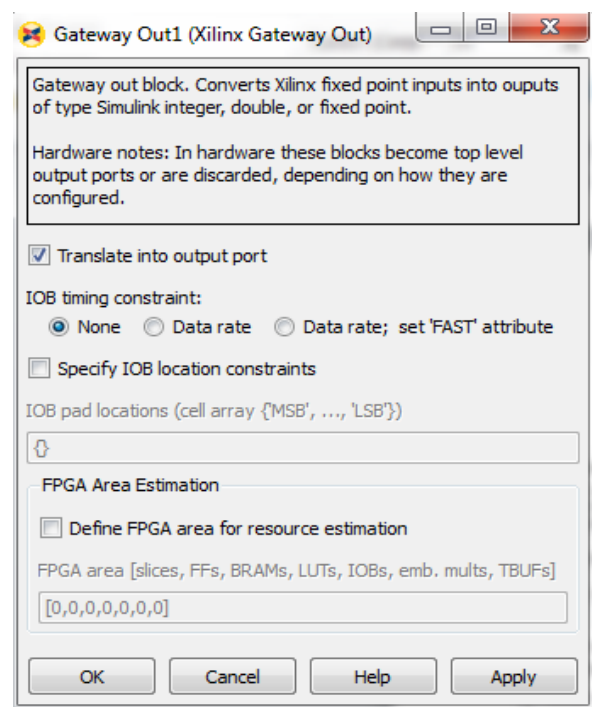 Gateway Out1 (Xilinx Gateway Out)
Gateway out block. Converts Xilinx fixed point inputs into ouputs
of type Simulink integer, double, or fixed point.
Hardware notes: In hardware these blocks become top level
output ports or are discarded, depending on how they are
configured.
Translate into output port
IOB timing constraint:
None Data rate Data rate; set 'FAST' attribute
Specify IOB location constraints
IOB pad locations (cell array {'MSB', ..., 'LSB'})
{}
FPGA Area Estimation
Define FPGA area for resource estimation
FPGA area [slices, FFs, BRAMs, LUTs, IOBs, emb. mults, TBUFs]
[0,0,0,0,0,0,0]
OK Cancel Help Apply